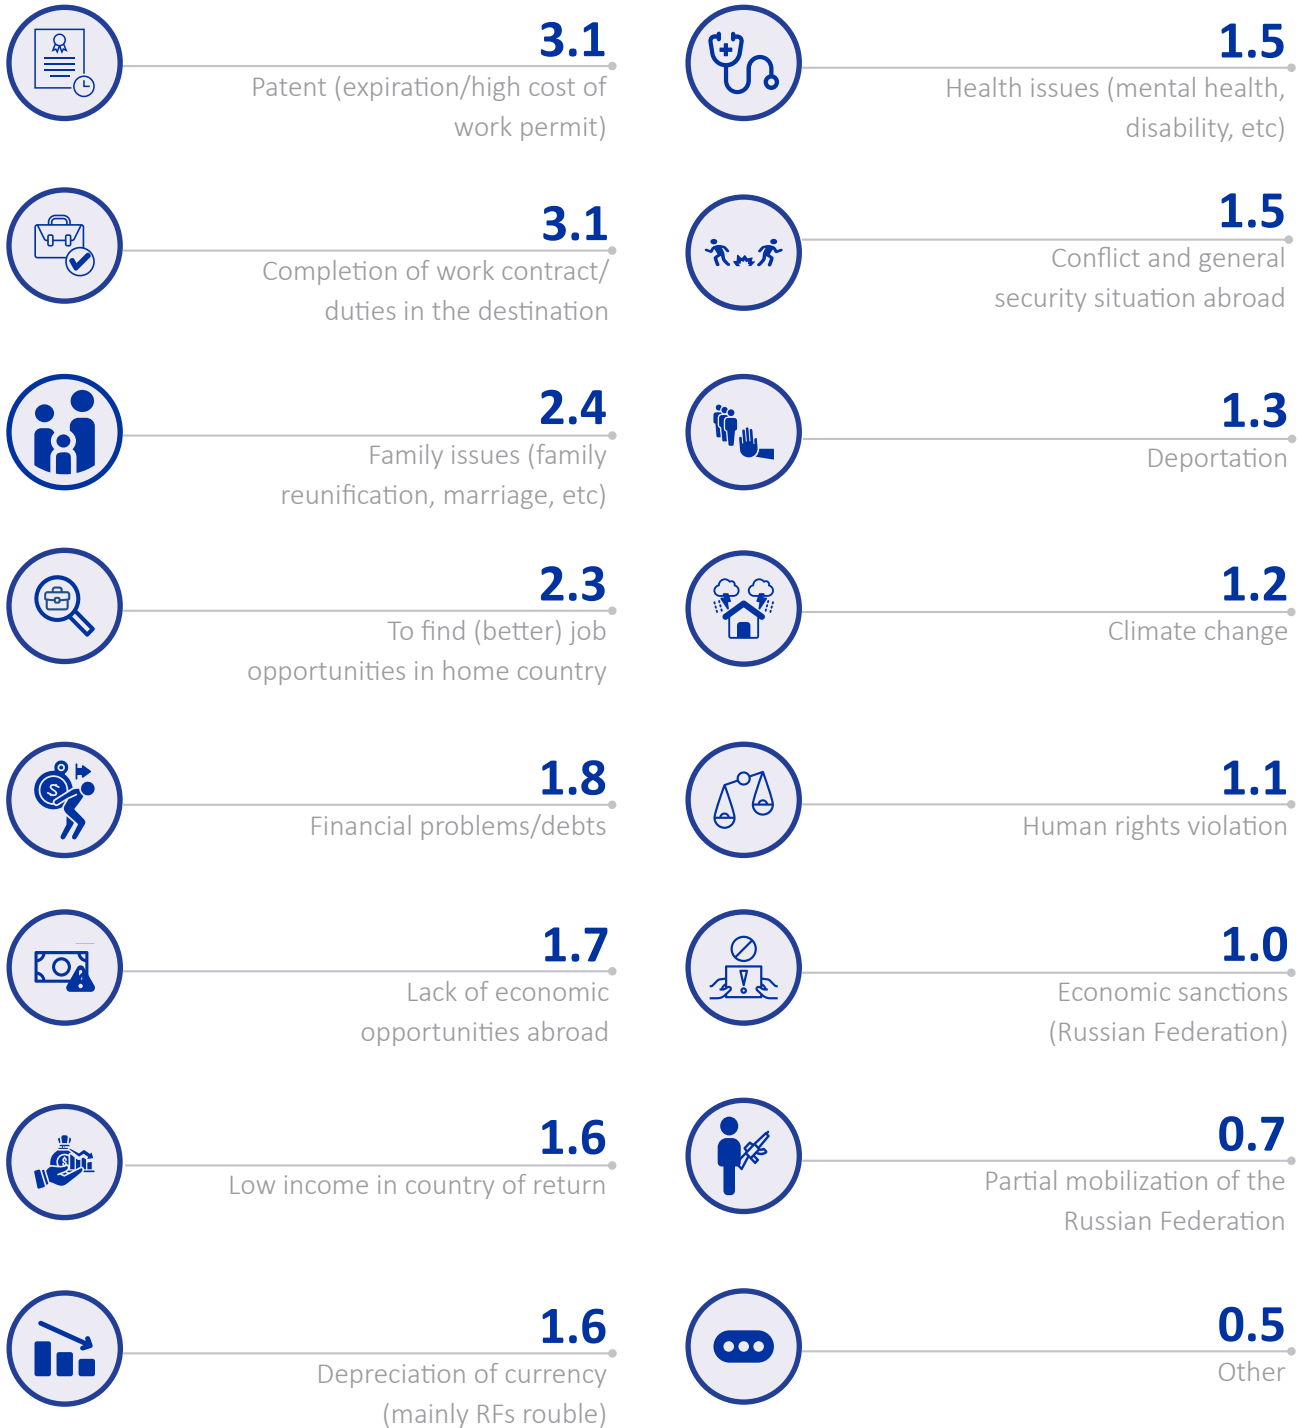 3.1
Patent (expiration/high cost of
work permit)
3.1
Completion of work contract/
duties in the destination
2.4
Family issues (family
reunification, marriage, etc)
2.3
To find (better) job
opportunities in home country
1.8
Financial problems/debts
1.7
Lack of economic
opportunities abroad
1.6
Low income in country of return
1.6
Depreciation of currency
(mainly RFs rouble)
1.5
Health issues (mental health,
disability, etc)
1.5
Conflict and general
security situation abroad
1.3
Deportation
1.2
Climate change
1.1
Human rights violation
1.0
Economic sanctions
(Russian Federation)
0.7
Partial mobilization of the
Russian Federation
0.5
Other